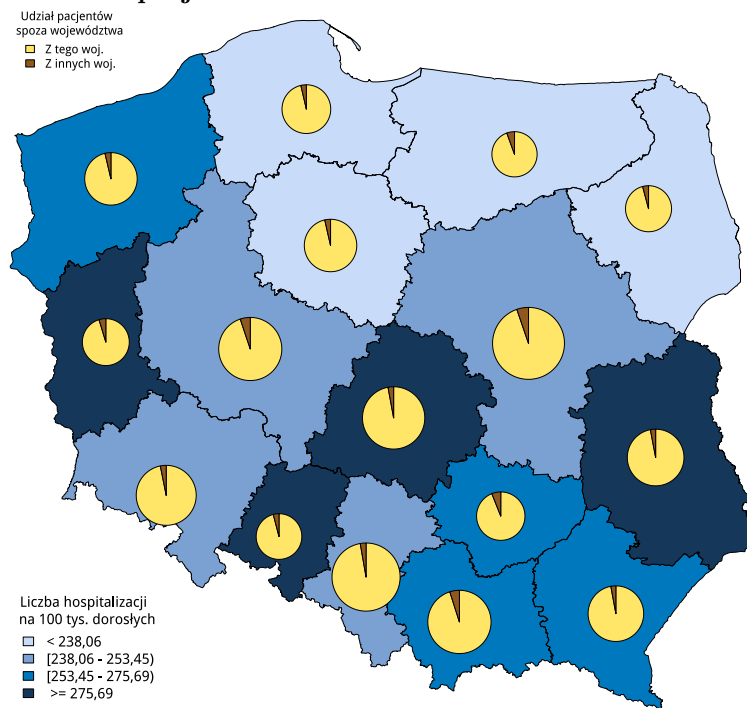 Udział pacjentów
spoza województwa
Z tego woj.
Z innych woj.
Liczba hospitalizacji
na 100 tys. dorosłych
< 238,06
[238,06 - 253,45)
[253,45 - 275,69)
>= 275,69